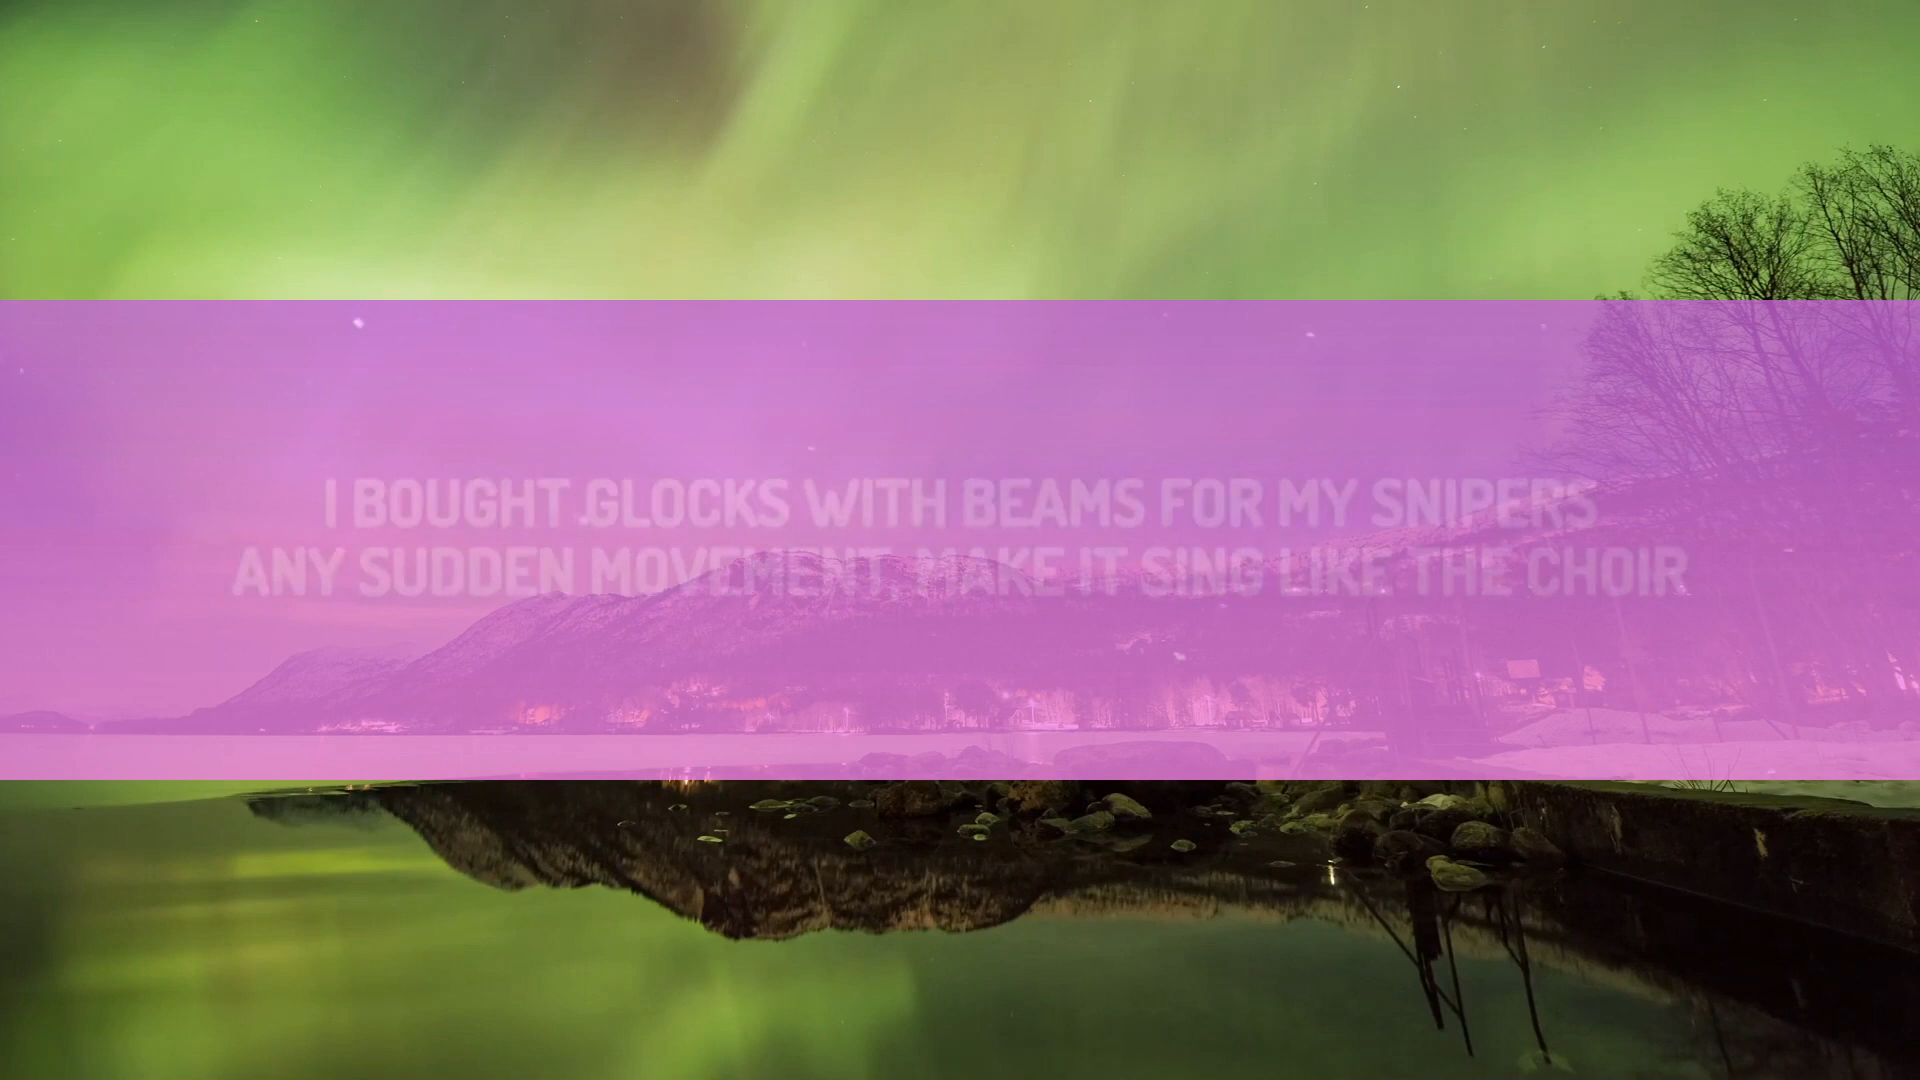 I BOUGHT GLOCKS WITH BEAMS FOR MY SNIPERS
ANY SUDDEN MOVEMENT, MAKE IT SING LIKE THE CHOIR